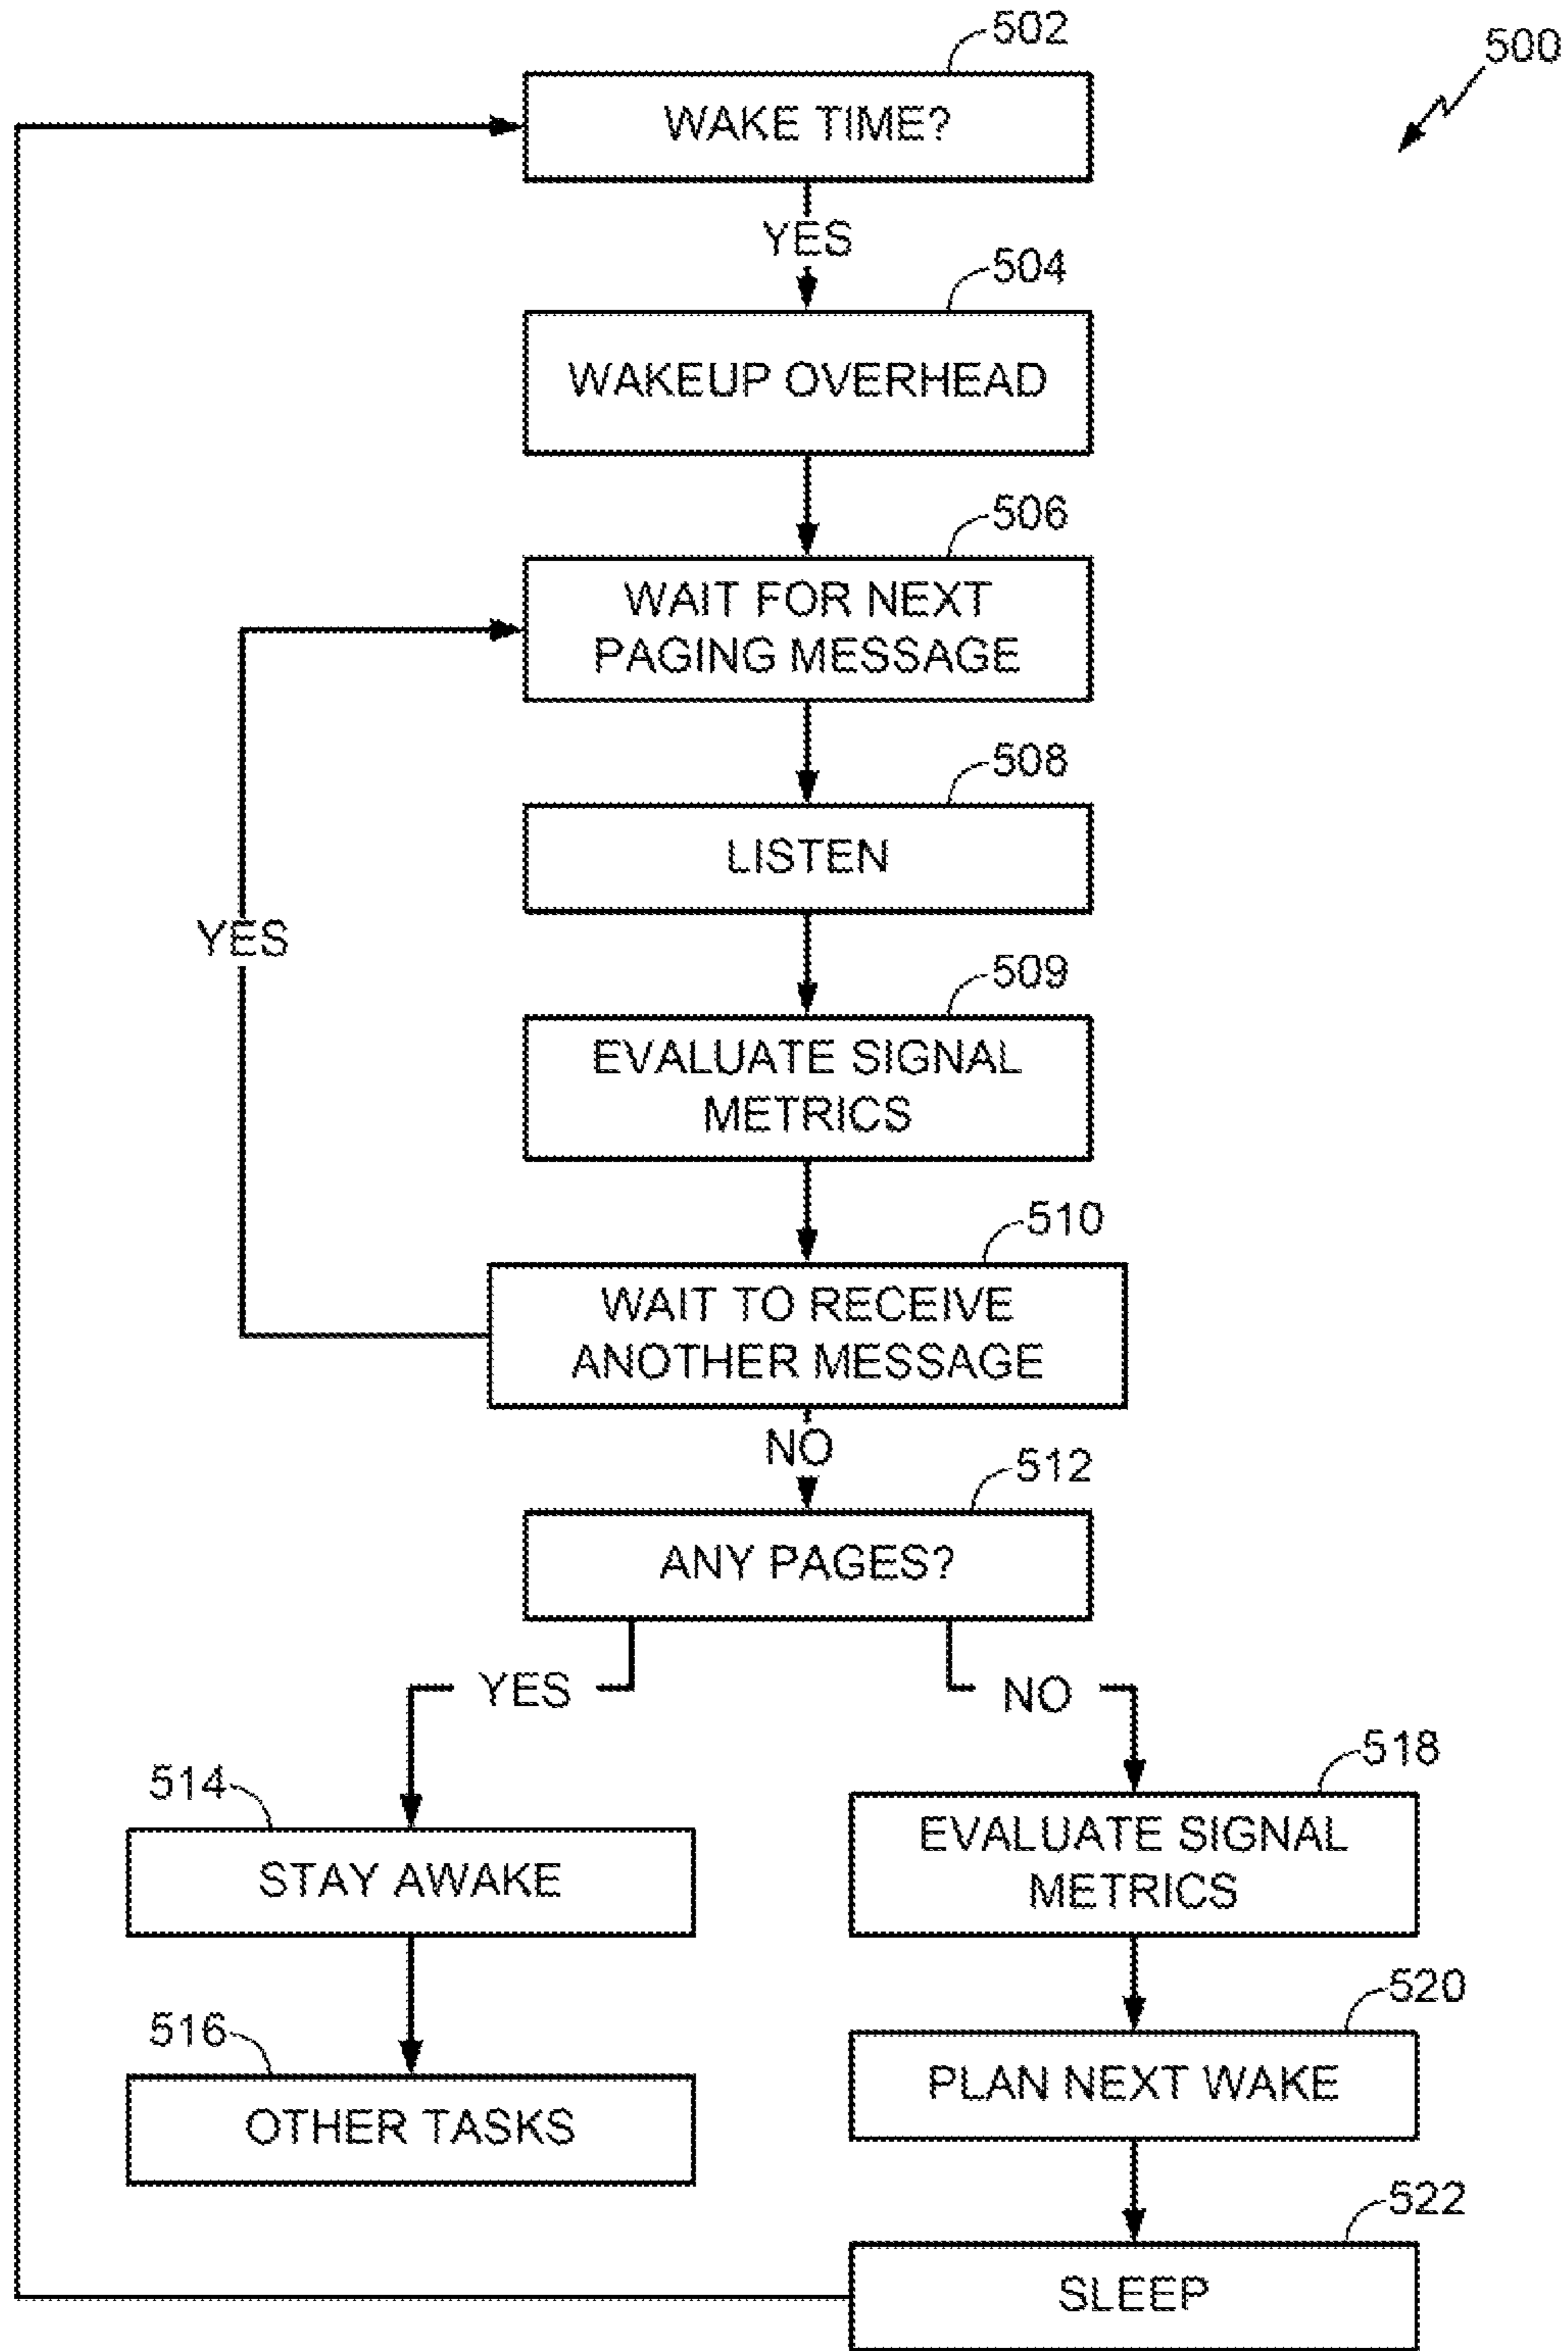 502
500
WAKE TIME?
YES
504
WAKEUP OVERHEAD
506
WAIT FOR NEXT
PAGING MESSAGE
508
LISTEN
YES
509
EVALUATE SIGNAL
METRICS
510
WAIT TO RECEIVE
ANOTHER MESSAGE
NO
512
ANY PAGES?
YES
NO
514
STAY AWAKE
518
EVALUATE SIGNAL
METRICS
516
OTHER TASKS
520
PLAN NEXT WAKE
522
SLEEP